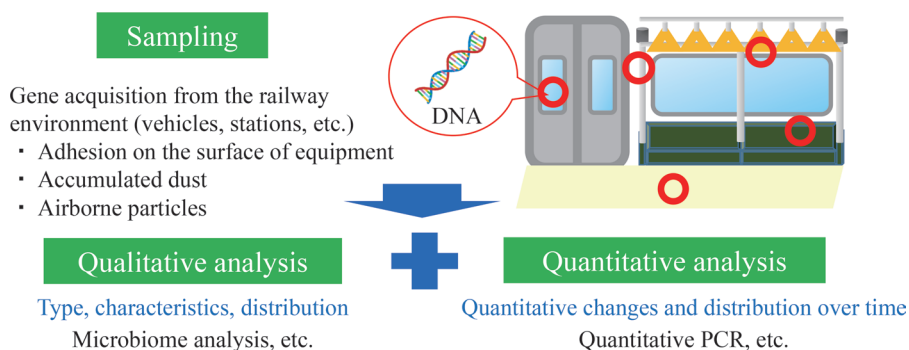 Sampling
Gene acquisition from the railway
environment (vehicles, stations, etc.)
・ Adhesion on the surface of equipment
・ Accumulated dust
・ Airborne particles
DNA
Qualitative analysis
Type, characteristics, distribution
Microbiome analysis, etc.
Quantitative analysis
Quantitative changes and distribution over time
Quantitative PCR, etc.